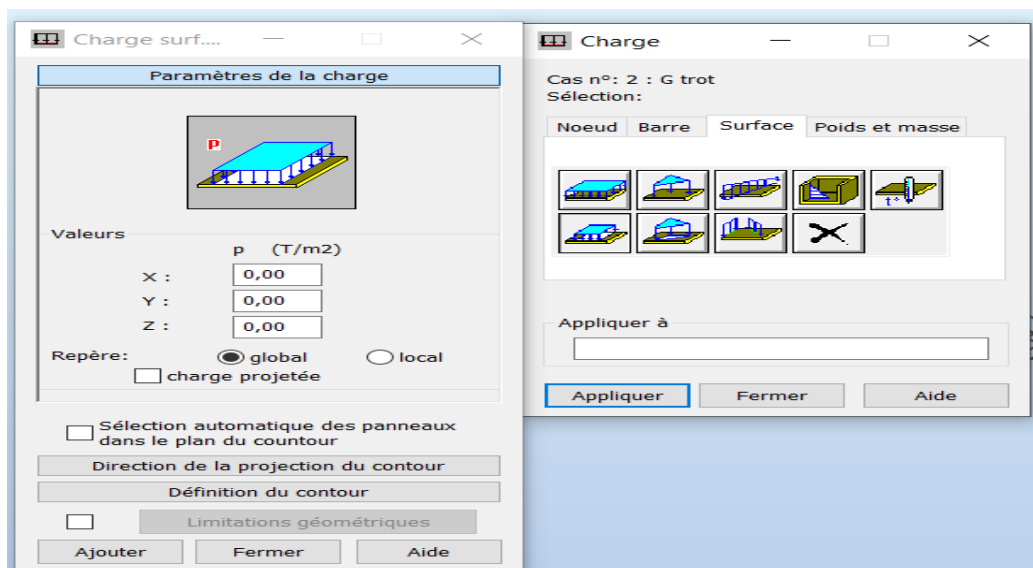 Charge surf....
Paramètres de la charge
P
Valeurs
p (T/m2)
X : 0,00
Y : 0,00
Z : 0,00
Repère: global local
charge projetée
Sélection automatique des panneaux
dans le plan du countour
Direction de la projection du contour
Définition du contour
Limitations géométriques
Ajouter Fermer Aide
Charge
Cas n°: 2 : G trot
Sélection:
Noeud Barre Surface Poids et masse
t°
Appliquer à
Appliquer Fermer Aide